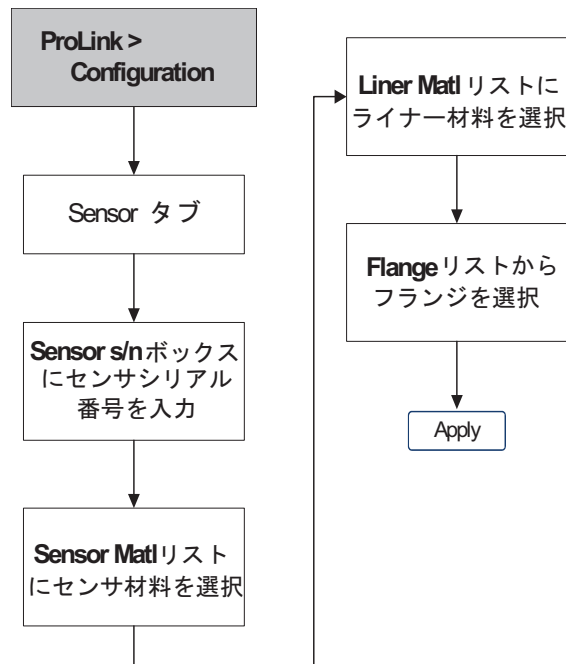 ProLink >
Configuration
Sensor タブ
Sensor s/nボックス
にセンサシリアル
番号を入力
Sensor Matlリスト
にセンサ材料を選択
Liner Matl リストに
ライナー材料を選択
Flangeリストから
フランジを選択
Apply